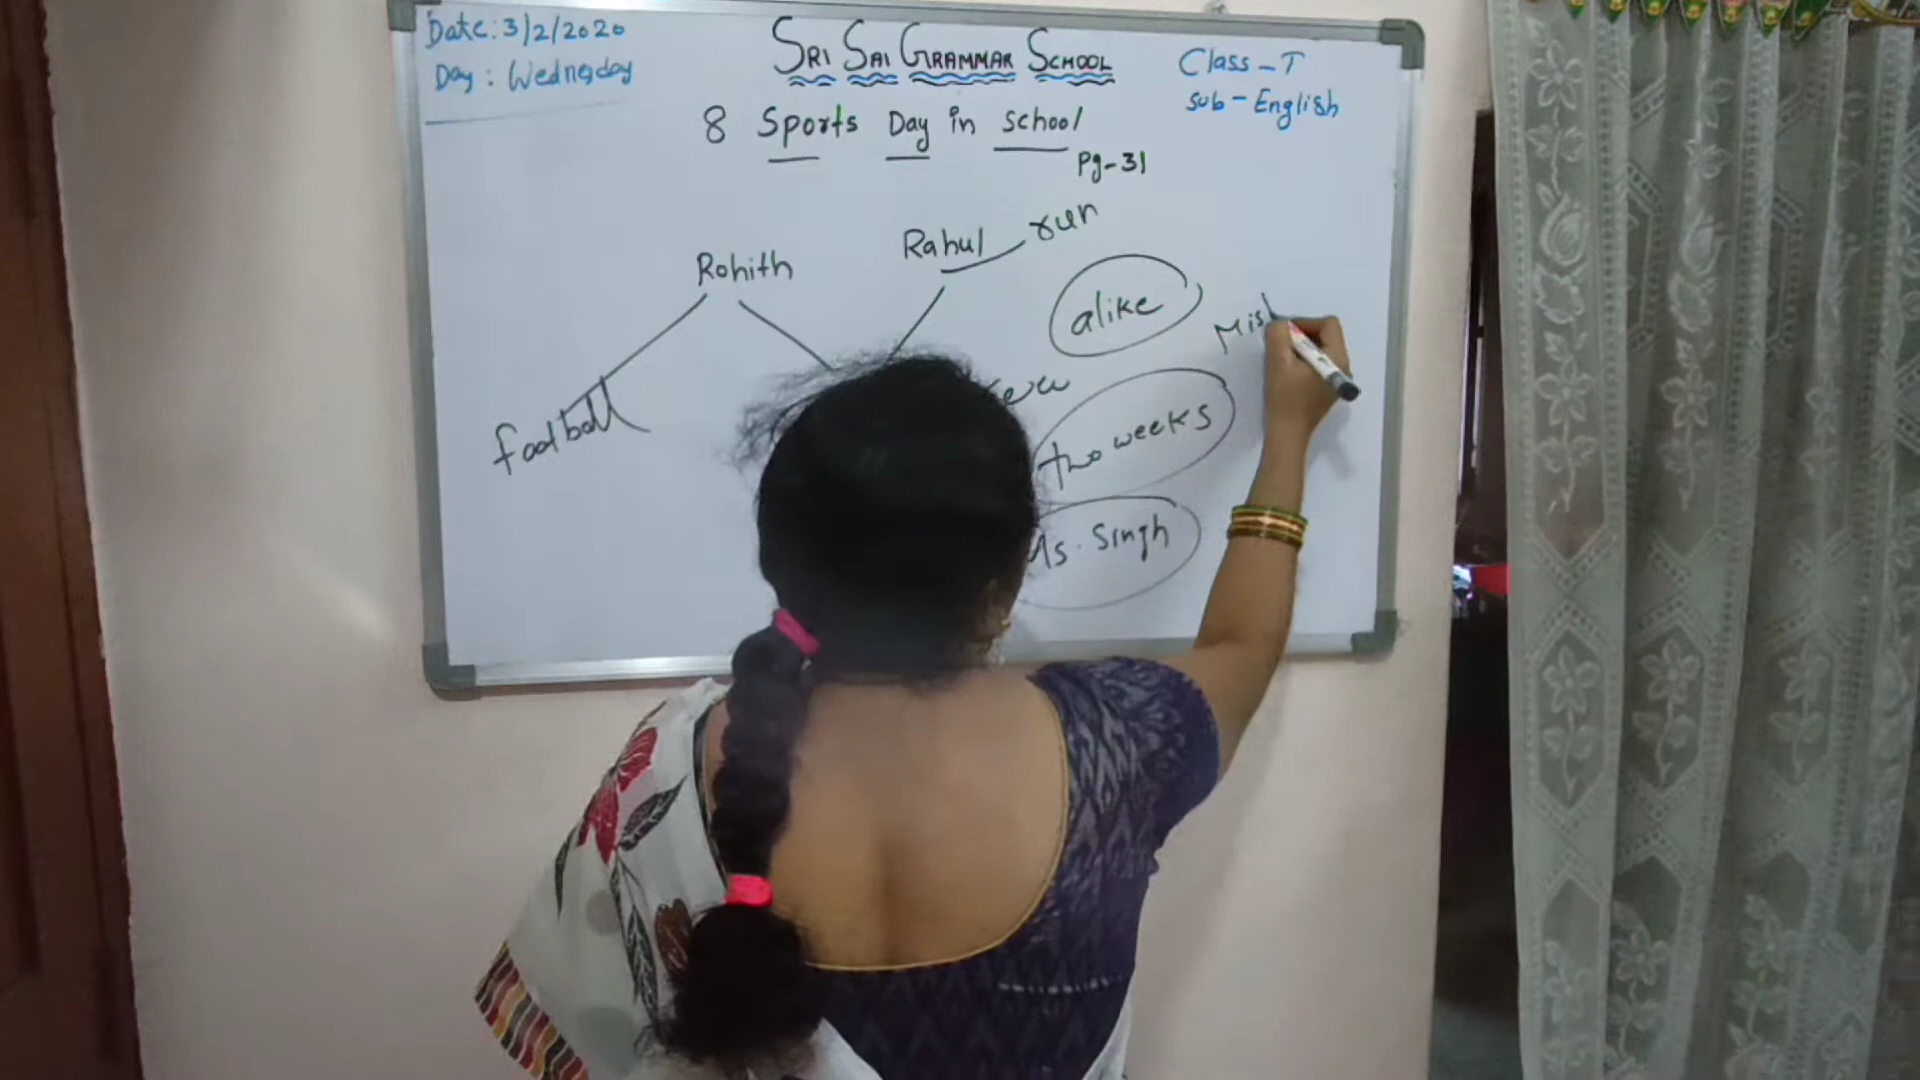 Date: 3/2/2020
Day: Wednesday
SRI SAI GRAMMAR SCHOOL
Class-I
Sub-English
8 Sports Day in School
Pg-31
Rohith
Rahul run
alike
football
two weeks
Ms. Singh